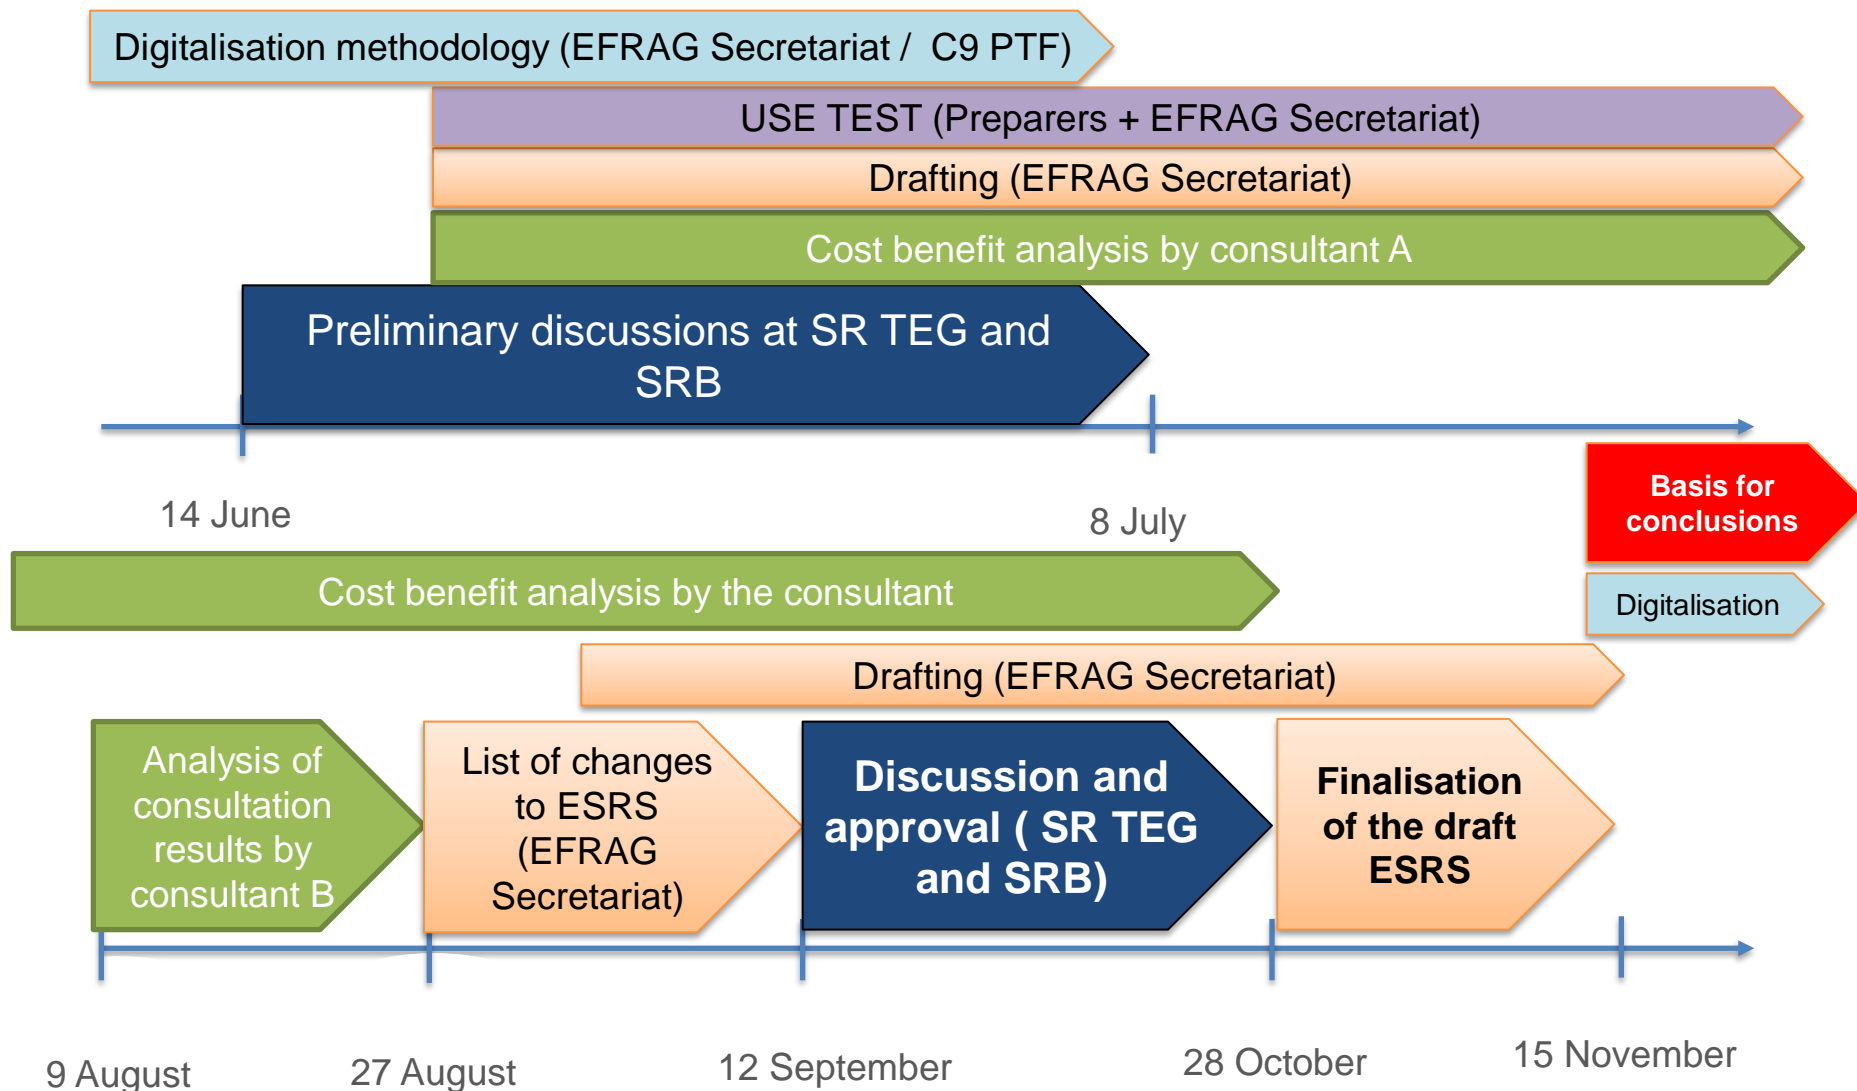 Digitalisation methodology (EFRAG Secretariat / C9 PTF)
USE TEST (Preparers + EFRAG Secretariat)
Drafting (EFRAG Secretariat)
Cost benefit analysis by consultant A
Preliminary discussions at SR TEG and
SRB
14 June
8 July
Basis for
conclusions
Cost benefit analysis by the consultant
Digitalisation
Drafting (EFRAG Secretariat)
Analysis of
consultation
results by
consultant B
List of changes
to ESRS
(EFRAG
Secretariat)
Discussion and
approval ( SR TEG
and SRB)
Finalisation
of the draft
ESRS
9 August
27 August
12 September
28 October
15 November